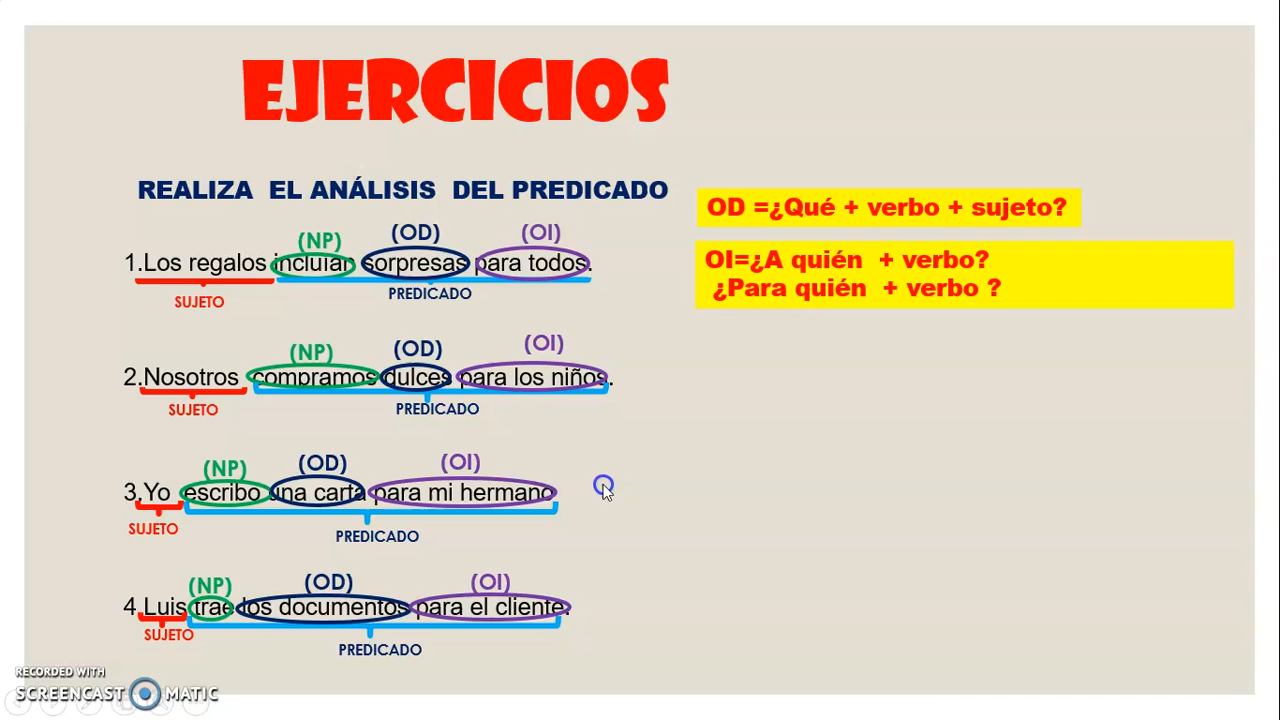 EJERCICIOS
REALIZA EL ANÁLISIS DEL PREDICADO
OD =¿Qué + verbo + sujeto?
OI=¿A quién + verbo?
¿Para quién + verbo ?
(NP) (OD) (OI)
1.Los regalos incluían sorpresas para todos.
SUJETO PREDICADO
(NP) (OD) (OI)
2.Nosotros compramos dulces para los niños.
SUJETO PREDICADO
(NP) (OD) (OI)
3.Yo escribo una carta para mi hermano
SUJETO PREDICADO
(NP) (OD) (OI)
4.Luis trae los documentos para el cliente.
SUJETO PREDICADO
RECORDED WITH
SCREENCAST MATIC